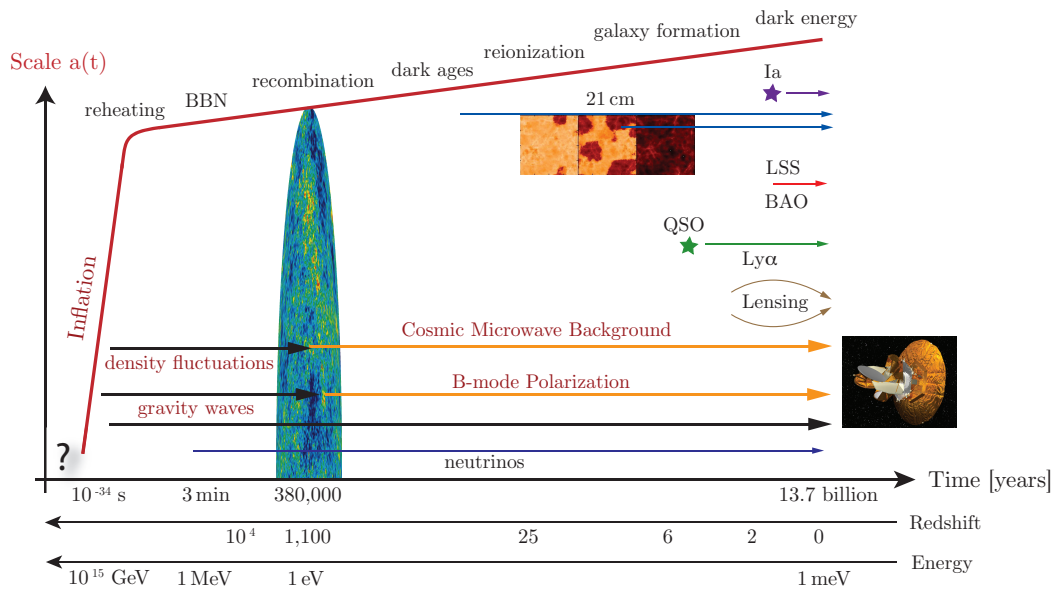 dark energy
galaxy formation
reionization
Scale a(t)
dark ages
recombination
Ia
BBN
reheating
21 cm
LSS
BAO
QSO
Lyα
Inflation
Lensing
Cosmic Microwave Background
density fluctuations
B-mode Polarization
gravity waves
?
neutrinos
Time [years]
10⁻³⁴ s 3 min 380,000 13.7 billion
Redshift
10⁴ 1,100 25 6 2 0
Energy
10¹⁵ GeV 1 MeV 1 eV 1 meV